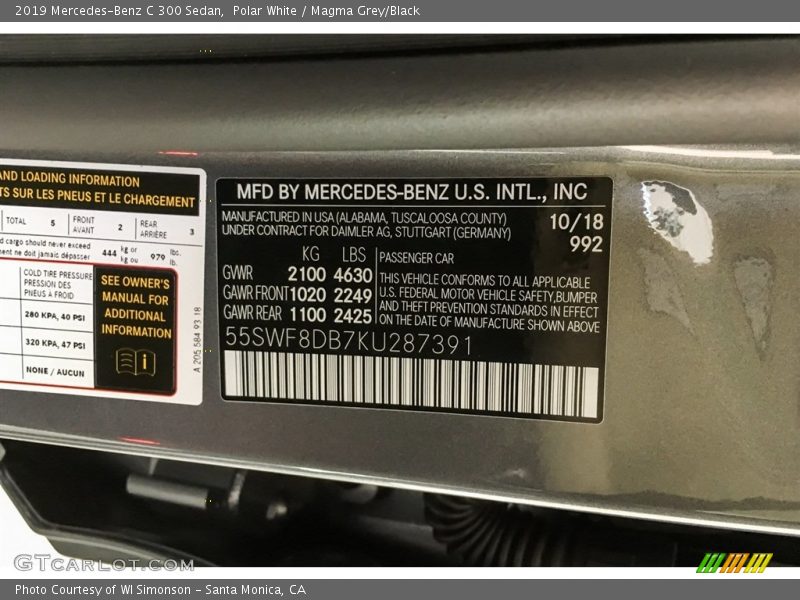 2019 Mercedes-Benz C 300 Sedan,  Polar White / Magma Grey/Black
AND LOADING INFORMATION
TS SUR LES PNEUS ET LE CHARGEMENT
TOTAL 5 FRONT AVANT 2 REAR ARRIÈRE 3
d cargo should never exceed
nent ne doit jamais dépasser 444 kg or kg ou 979 lbs. lb.
COLD TIRE PRESSURE
PRESSION DES
PNEUS À FROID
280 KPA, 40 PSI
320 KPA, 47 PSI
NONE / AUCUN
SEE OWNER'S
MANUAL FOR
ADDITIONAL
INFORMATION
A 205 584 93 18
MFD BY MERCEDES-BENZ U.S. INTL., INC
MANUFACTURED IN USA (ALABAMA, TUSCALOOSA COUNTY)
UNDER CONTRACT FOR DAIMLER AG, STUTTGART (GERMANY)
10/18
992
KG LBS
GVWR 2100 4630
GAWR FRONT 1020 2249
GAWR REAR 1100 2425
PASSENGER CAR
THIS VEHICLE CONFORMS TO ALL APPLICABLE
U.S. FEDERAL MOTOR VEHICLE SAFETY,BUMPER
AND THEFT PREVENTION STANDARDS IN EFFECT
ON THE DATE OF MANUFACTURE SHOWN ABOVE
55SWF8DB7KU287391
GTCARLOT.COM
Photo Courtesy of WI Simonson - Santa Monica, CA